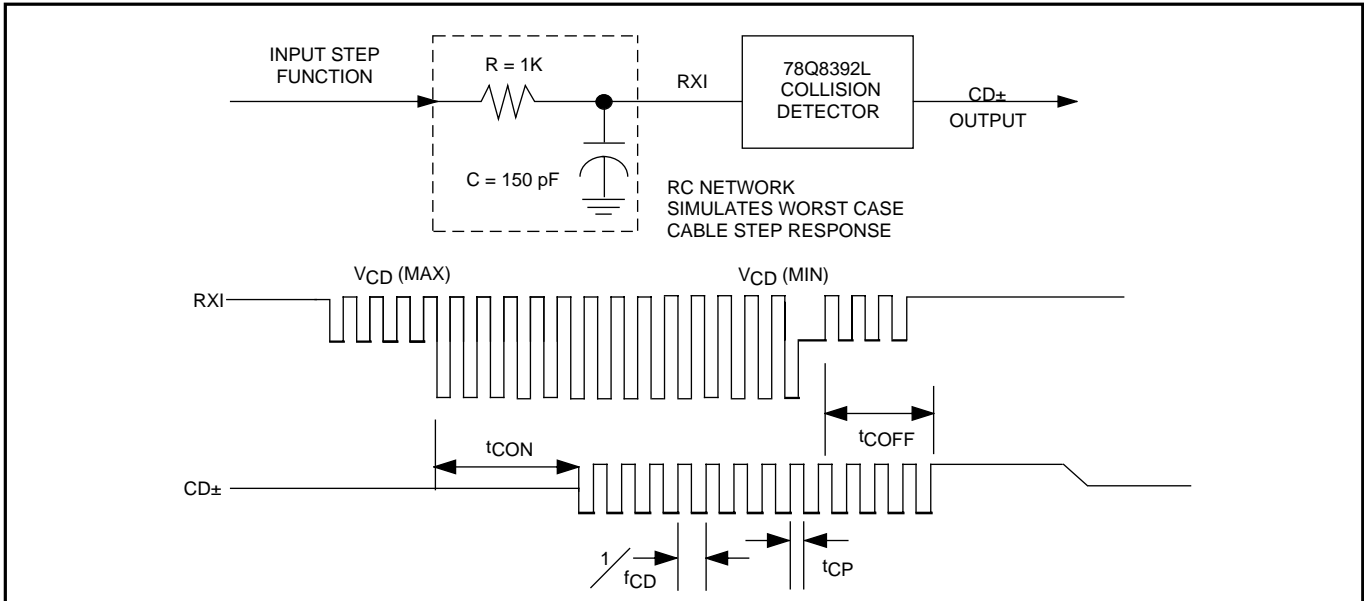 INPUT STEP
FUNCTION
R = 1K
C = 150 pF
RXI
78Q8392L
COLLISION
DETECTOR
CD±
OUTPUT
RC NETWORK
SIMULATES WORST CASE
CABLE STEP RESPONSE
VCD (MAX)
VCD (MIN)
RXI
tCOFF
tCON
CD±
1/fCD
tCP